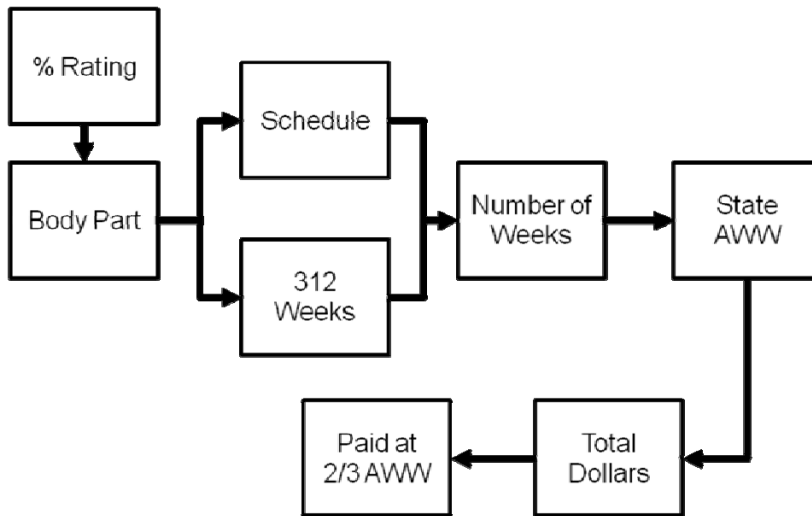 % Rating
Body Part
Schedule
312
Weeks
Number of
Weeks
State
AWW
Total
Dollars
Paid at
2/3 AWW